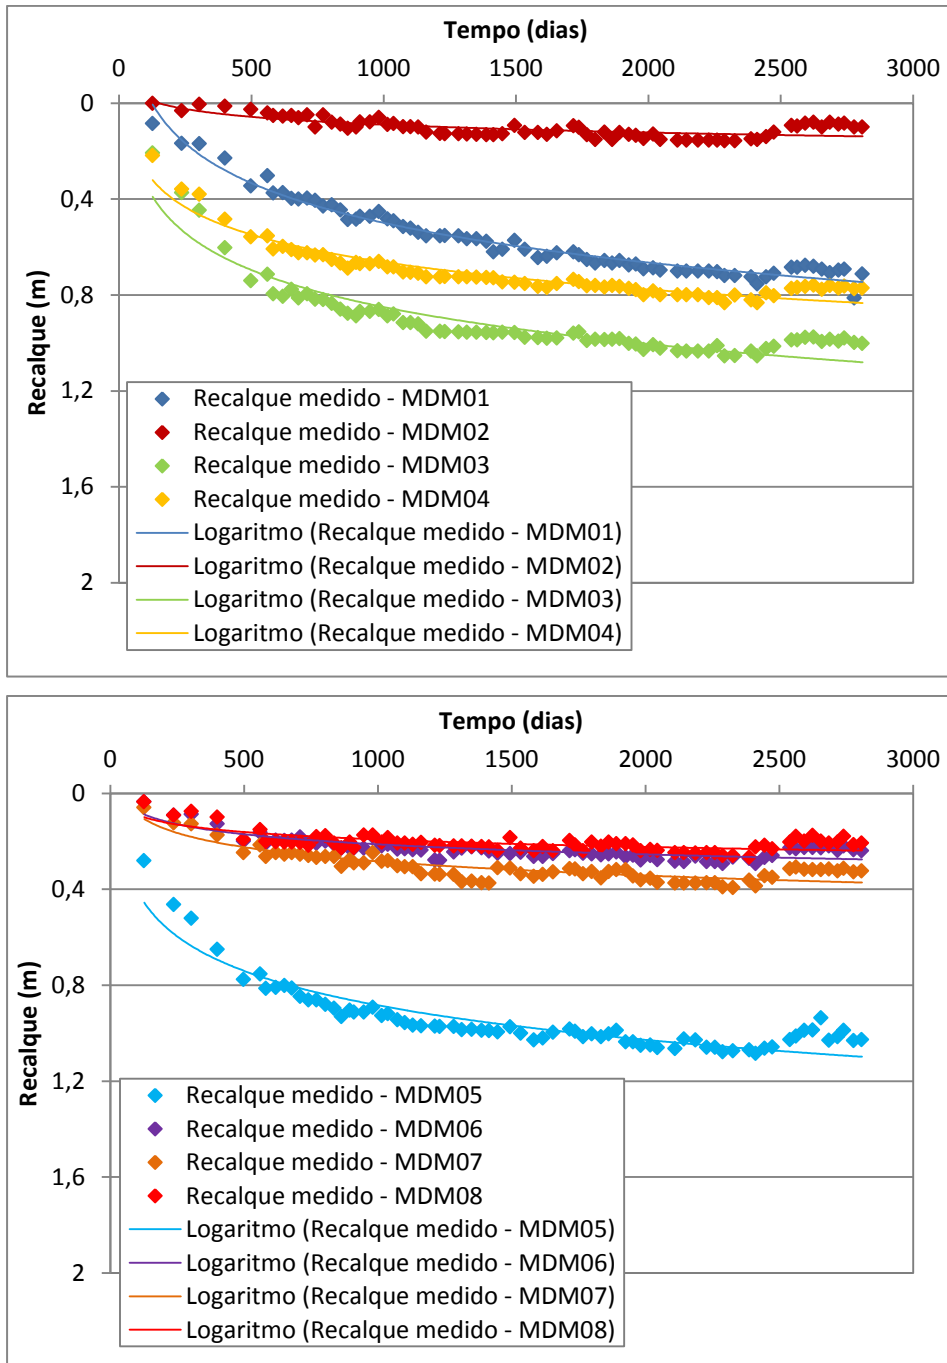 Tempo (dias)
0 500 1000 1500 2000 2500 3000
0
0,4
0,8
1,2
1,6
2
Recalque (m)
Recalque medido - MDM01
Recalque medido - MDM02
Recalque medido - MDM03
Recalque medido - MDM04
Logaritmo (Recalque medido - MDM01)
Logaritmo (Recalque medido - MDM02)
Logaritmo (Recalque medido - MDM03)
Logaritmo (Recalque medido - MDM04)
Tempo (dias)
0 500 1000 1500 2000 2500 3000
0
0,4
0,8
1,2
1,6
2
Recalque (m)
Recalque medido - MDM05
Recalque medido - MDM06
Recalque medido - MDM07
Recalque medido - MDM08
Logaritmo (Recalque medido - MDM05)
Logaritmo (Recalque medido - MDM06)
Logaritmo (Recalque medido - MDM07)
Logaritmo (Recalque medido - MDM08)